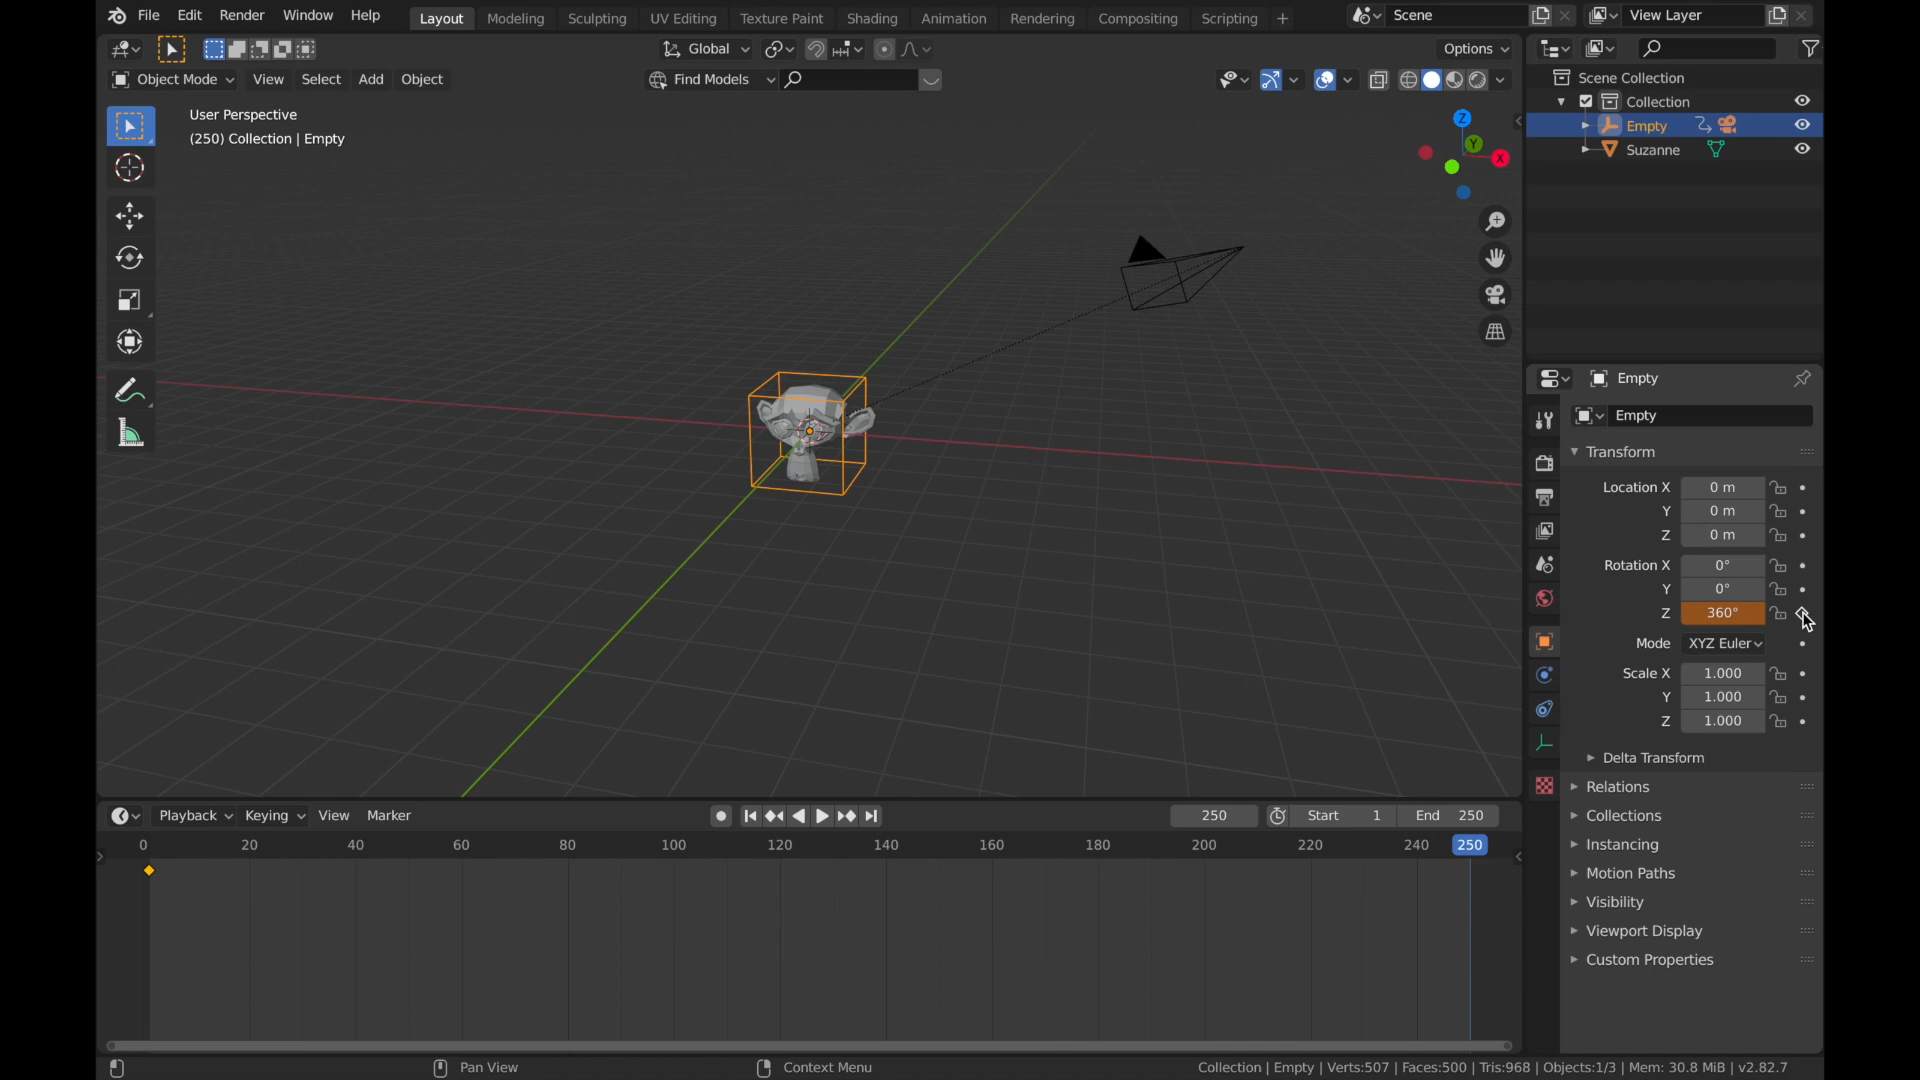 File Edit Render Window Help
Layout Modeling Sculpting UV Editing Texture Paint Shading Animation Rendering Compositing Scripting +
Scene
View Layer
Global
Options
Object Mode View Select Add Object
Find Models
User Perspective
(250) Collection | Empty
Z
Y
X
Scene Collection
Collection
Empty
Suzanne
Empty
Empty
Transform
Location X 0 m
Y 0 m
Z 0 m
Rotation X 0°
Y 0°
Z 360°
Mode XYZ Euler
Scale X 1.000
Y 1.000
Z 1.000
Delta Transform
Relations
Collections
Instancing
Motion Paths
Visibility
Viewport Display
Custom Properties
Playback Keying View Marker
250 Start 1 End 250
0 20 40 60 80 100 120 140 160 180 200 220 240 250
Pan View
Context Menu
Collection | Empty | Verts:507 | Faces:500 | Tris:968 | Objects:1/3 | Mem: 30.8 MiB | v2.82.7